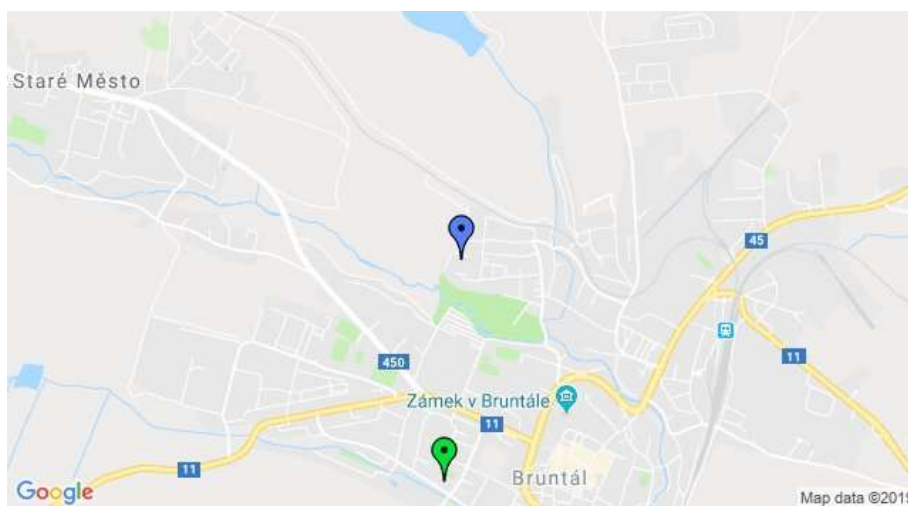 Staré Město
45
450
11
Zámek v Bruntále
11
11
Bruntál
Google
Map data ©2019